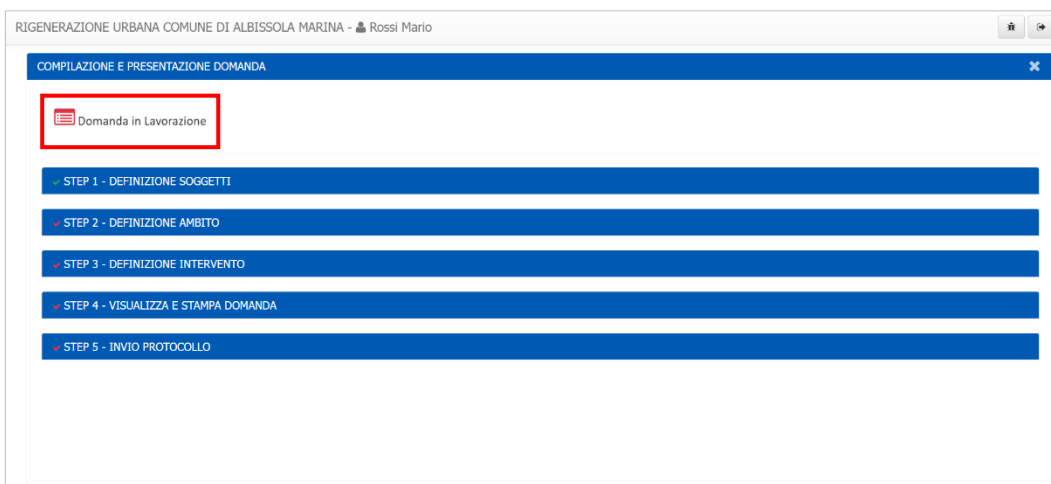 RIGENERAZIONE URBANA COMUNE DI ALBISSOLA MARINA - Rossi Mario
COMPILAZIONE E PRESENTAZIONE DOMANDA
Domanda in Lavorazione
STEP 1 - DEFINIZIONE SOGGETTI
STEP 2 - DEFINIZIONE AMBITO
STEP 3 - DEFINIZIONE INTERVENTO
STEP 4 - VISUALIZZA E STAMPA DOMANDA
STEP 5 - INVIO PROTOCOLLO